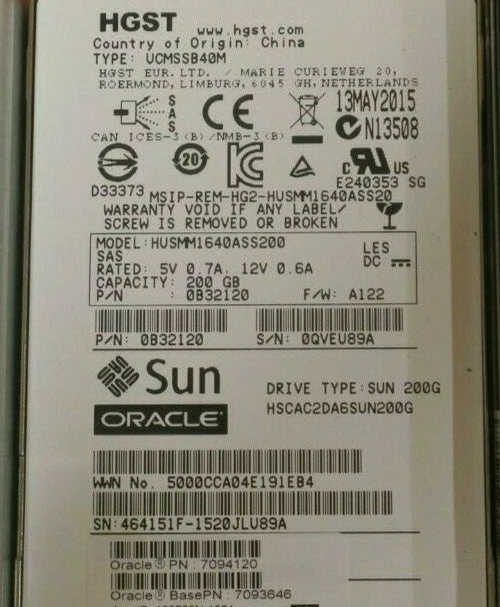 HGST www.hgst.com
Country of Origin: China
TYPE: UCMSSB40M
HGST EUR. LTD. / MARIE CURIEWEG 20,
ROERMOND, LIMBURG, 6045 GH, NETHERLANDS
SAS CE 13MAY2015
N13508
CAN ICES-3(B)/NMB-3(B)
20 C US
D33373 E240353 SG
MSIP-REM-HG2-HUSMM1640ASS20
WARRANTY VOID IF ANY LABEL/
SCREW IS REMOVED OR BROKEN
MODEL: HUSMM1640ASS200 LES
SAS DC
RATED: 5V 0.7A, 12V 0.6A
CAPACITY: 200 GB
P/N : 0B32120 F/W: A122
P/N: 0B32120 S/N: 0QVEU89A
Sun DRIVE TYPE: SUN 200G
ORACLE HSCAC2DA6SUN200G
WWN No. 5000CCA04E191EB4
SN: 464151F-1520JLU89A
Oracle® PN : 7094120
Oracle® BasePN : 7093646